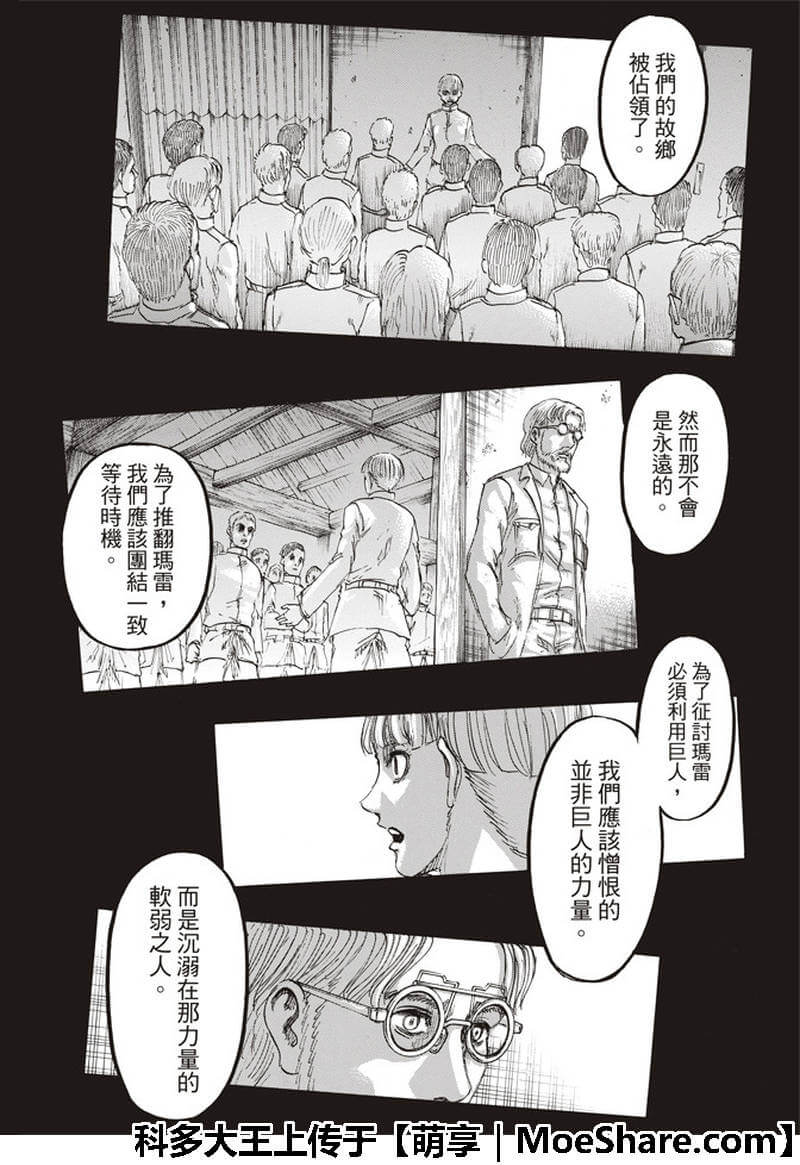 我們的故鄉
被佔領了。
然而那不會
是永遠的。
為了推翻瑪雷，
我們應該團結一致
等待時機。
為了征討瑪雷
必須利用巨人，
我們應該憎恨的
並非巨人的力量。
而是沉溺在那力量的
軟弱之人。
科多大王上传于【萌享｜MoeShare.com】